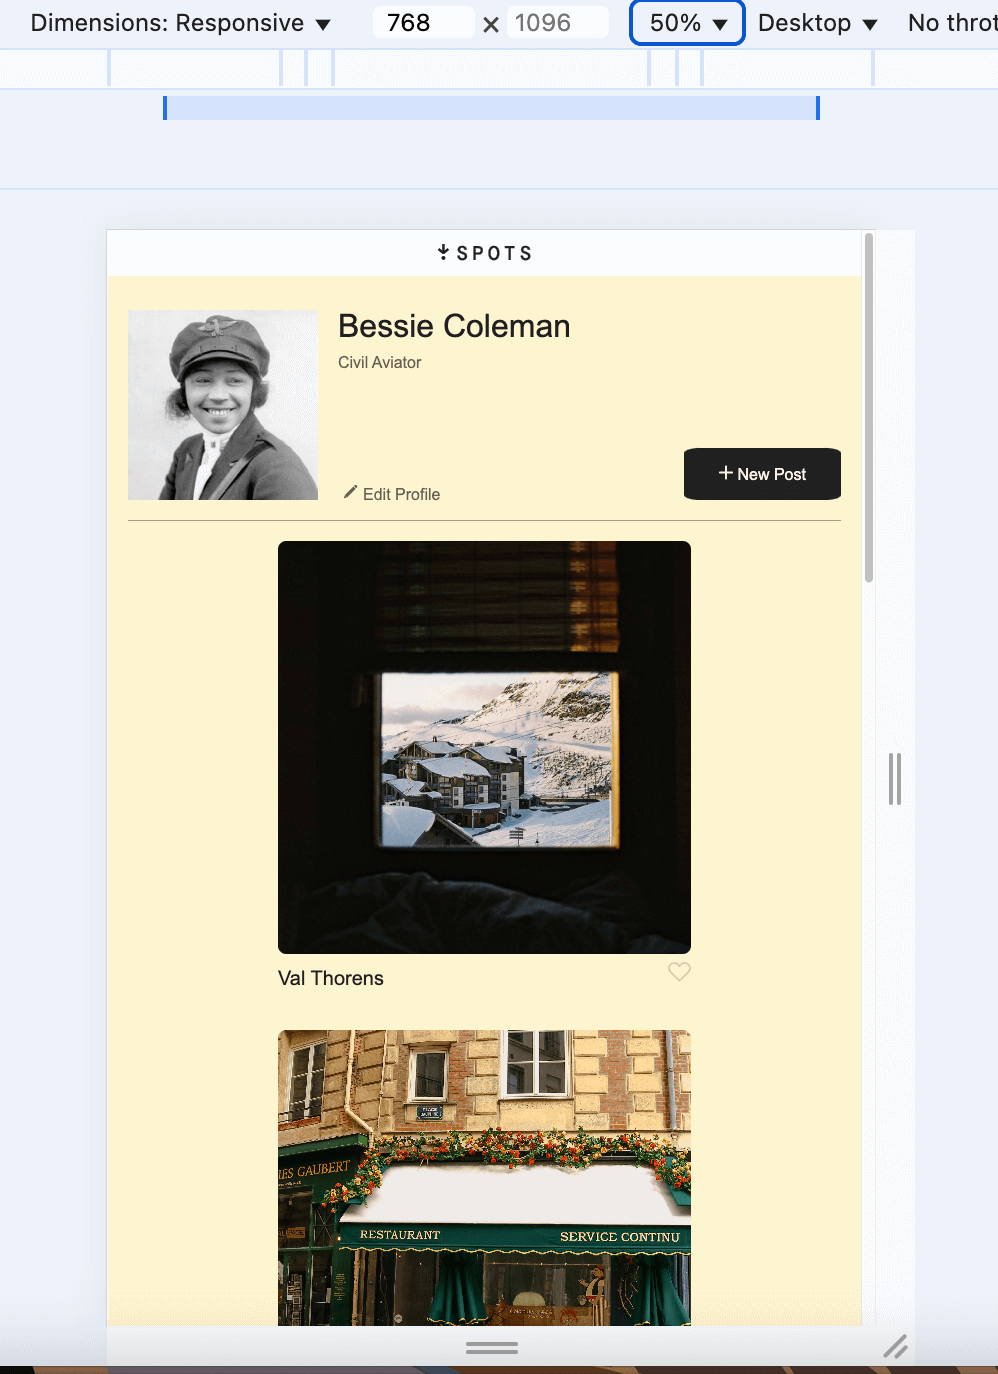 Dimensions: Responsive ▼ 768 × 1096 50% ▼ Desktop ▼ No throt
SPOTS
Bessie Coleman
Civil Aviator
Edit Profile
+ New Post
Val Thorens
IES GAUBERT
RESTAURANT SERVICE CONTINU